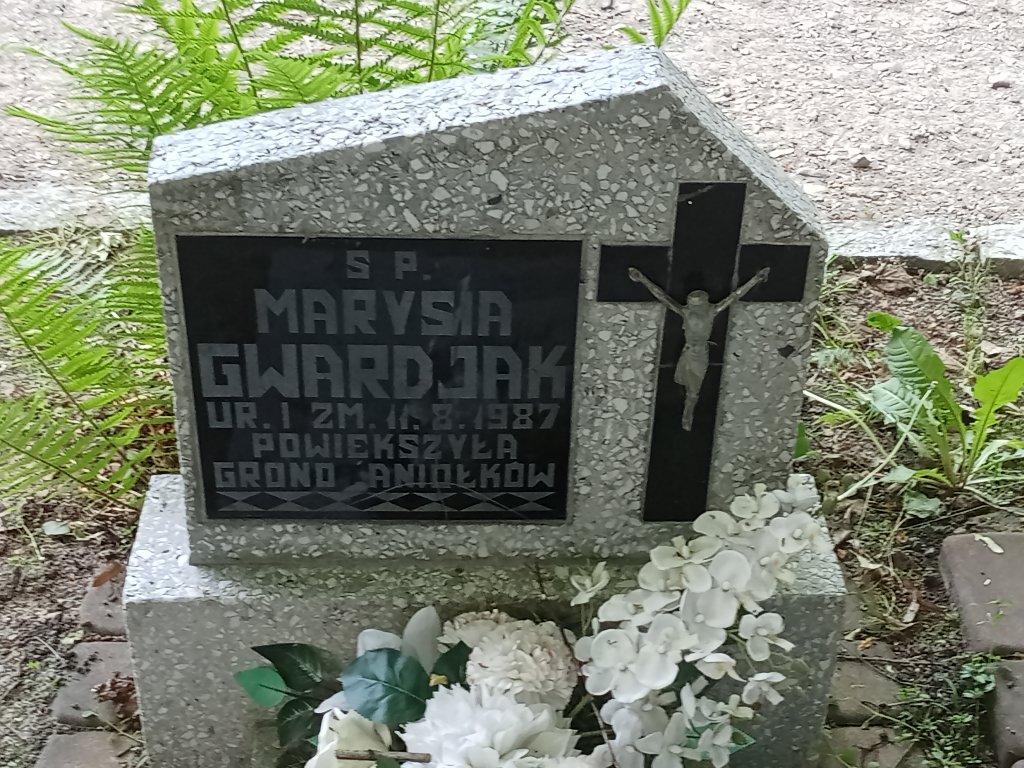 Ś P.
MARYSIA
GWARDJAK
UR. I ZM. 11.8.1987
POWIEKSZYŁA
GRONO ANIOŁKÓW